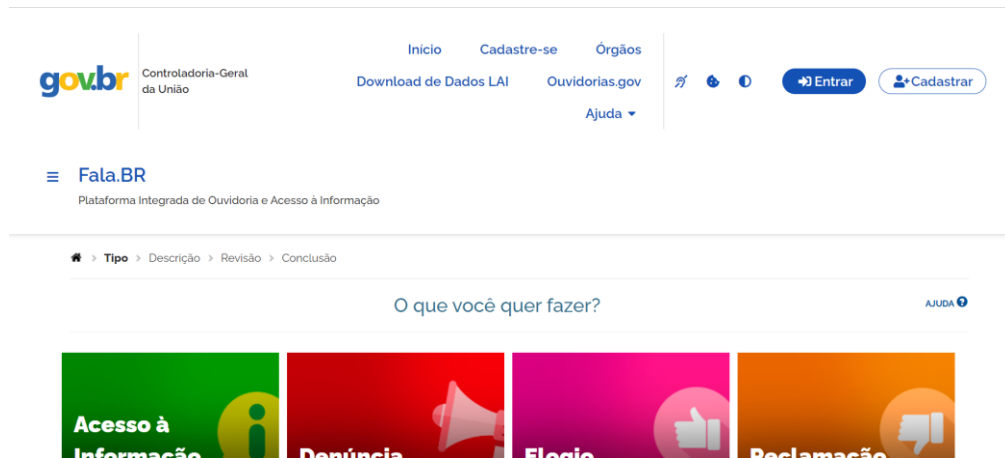 Início Cadastre-se Órgãos
gov.br Controladoria-Geral
da União
Download de Dados LAI Ouvidorias.gov
Entrar Cadastrar
Ajuda
Fala.BR
Plataforma Integrada de Ouvidoria e Acesso à Informação
> Tipo > Descrição > Revisão > Conclusão
O que você quer fazer?
AJUDA ?
Acesso à
Informação
Denúncia
Elogio
Reclamação